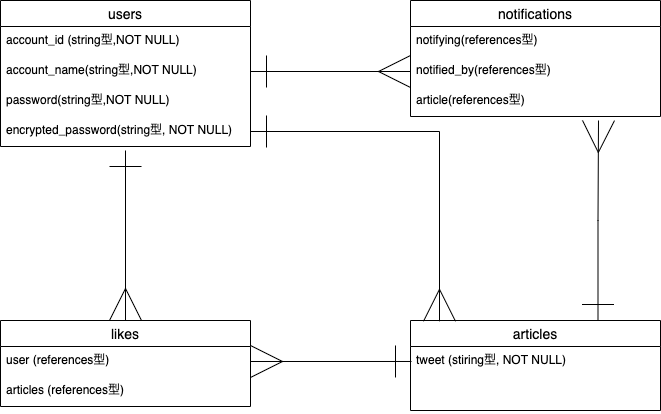 users
account_id (string型,NOT NULL)
account_name(string型,NOT NULL)
password(string型,NOT NULL)
encrypted_password(string型, NOT NULL)
notifications
notifying(references型)
notified_by(references型)
article(references型)
likes
user (references型)
articles (references型)
articles
tweet (stiring型, NOT NULL)